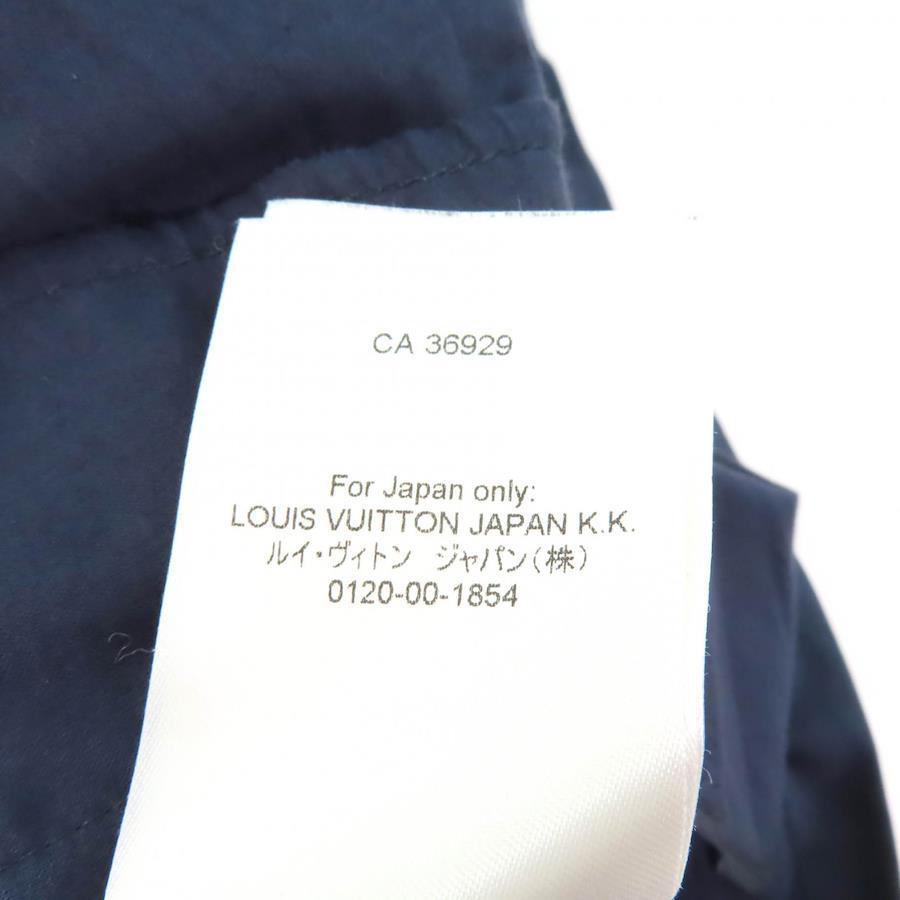 CA 36929
For Japan only:
LOUIS VUITTON JAPAN K.K.
ルイ・ヴィトン ジャパン(株)
0120-00-1854